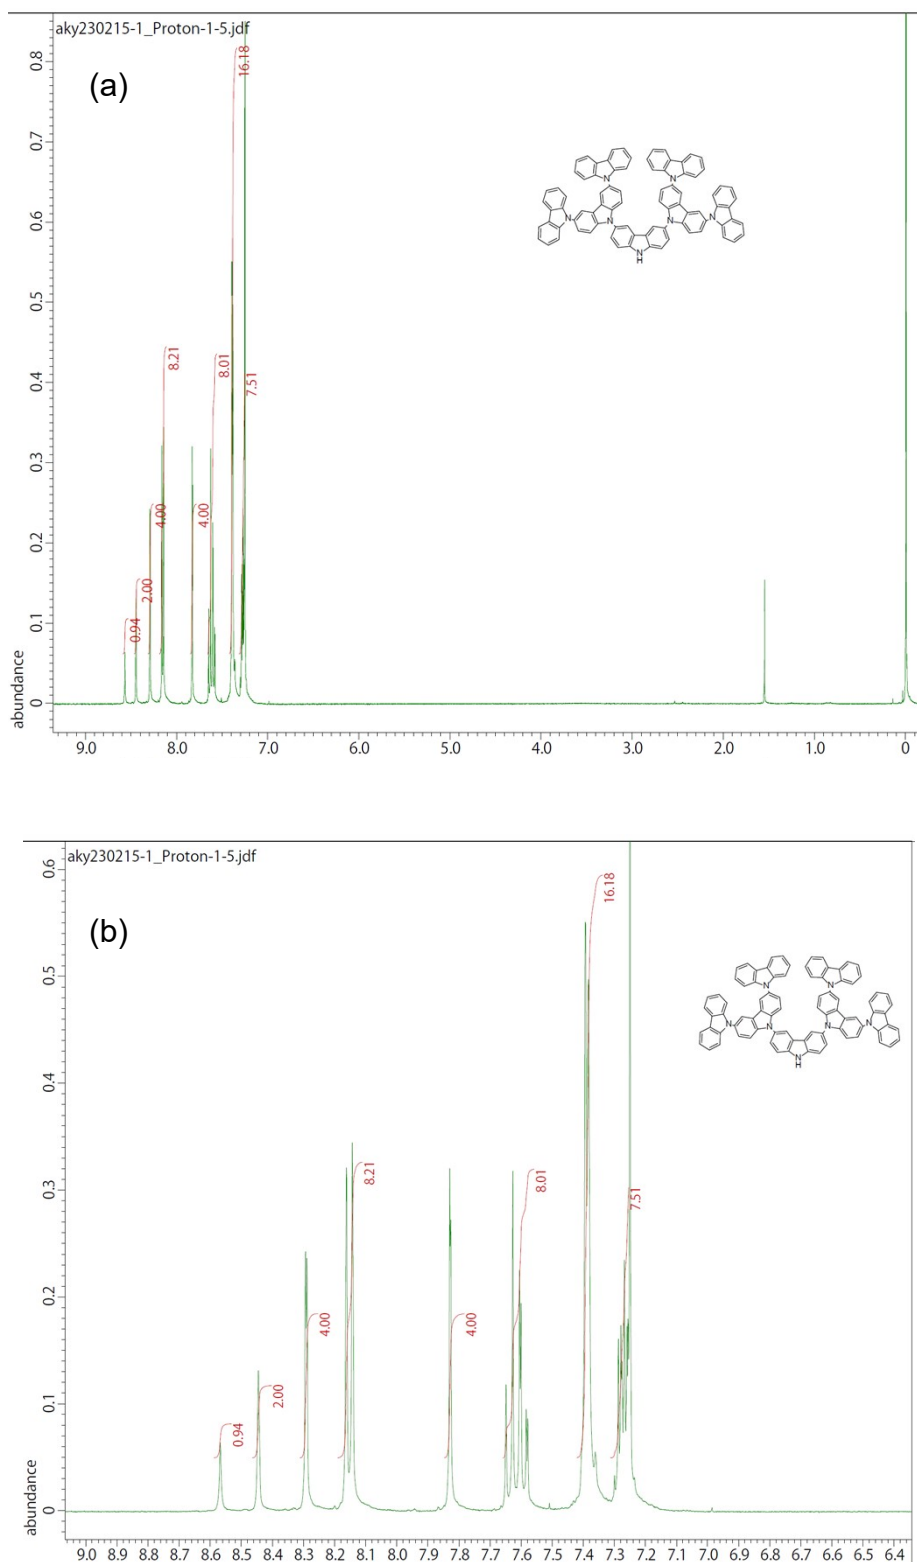 aky230215-1_Proton-1-5.jdf
(a)
0.8
0.7
0.6
0.5
0.4
0.3
0.2
0.1
0
abundance
0.94
2.00
4.00
8.21
4.00
8.01
16.18
7.51
N
N
N
N
N
N
N
H
9.0 8.0 7.0 6.0 5.0 4.0 3.0 2.0 1.0 0
aky230215-1_Proton-1-5.jdf
(b)
0.6
0.5
0.4
0.3
0.2
0.1
0
abundance
0.94
2.00
4.00
8.21
4.00
8.01
16.18
7.51
N
N
N
N
N
N
N
H
9.0 8.9 8.8 8.7 8.6 8.5 8.4 8.3 8.2 8.1 8.0 7.9 7.8 7.7 7.6 7.5 7.4 7.3 7.2 7.1 7.0 6.9 6.8 6.7 6.6 6.5 6.4